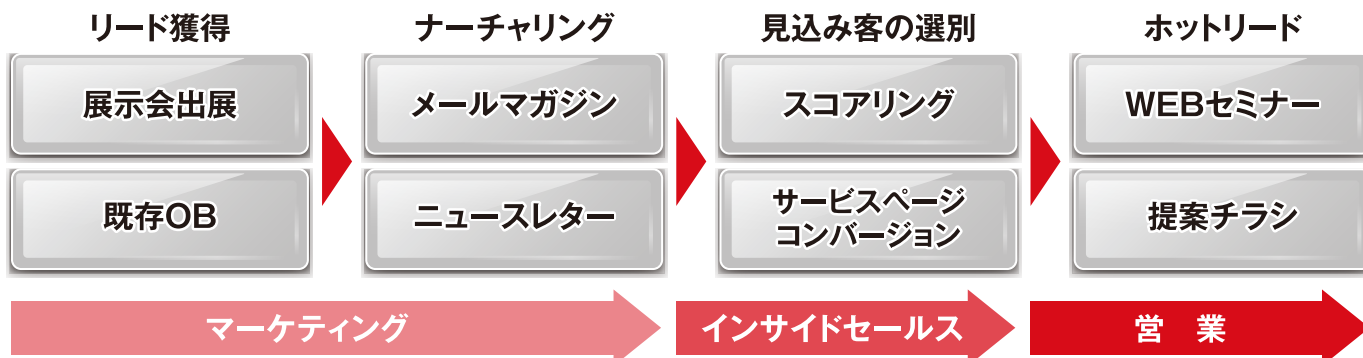 リード獲得
ナーチャリング
見込み客の選別
ホットリード
展示会出展
メールマガジン
スコアリング
WEBセミナー
既存OB
ニュースレター
サービスページ
コンバージョン
提案チラシ
マーケティング
インサイドセールス
営　業